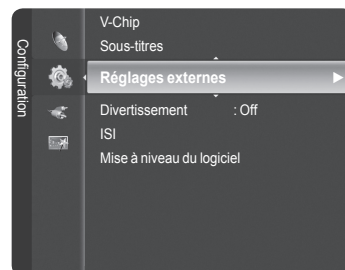 Configuration
V-Chip
Sous-titres
Réglages externes
Divertissement : Off
ISI
Mise à niveau du logiciel